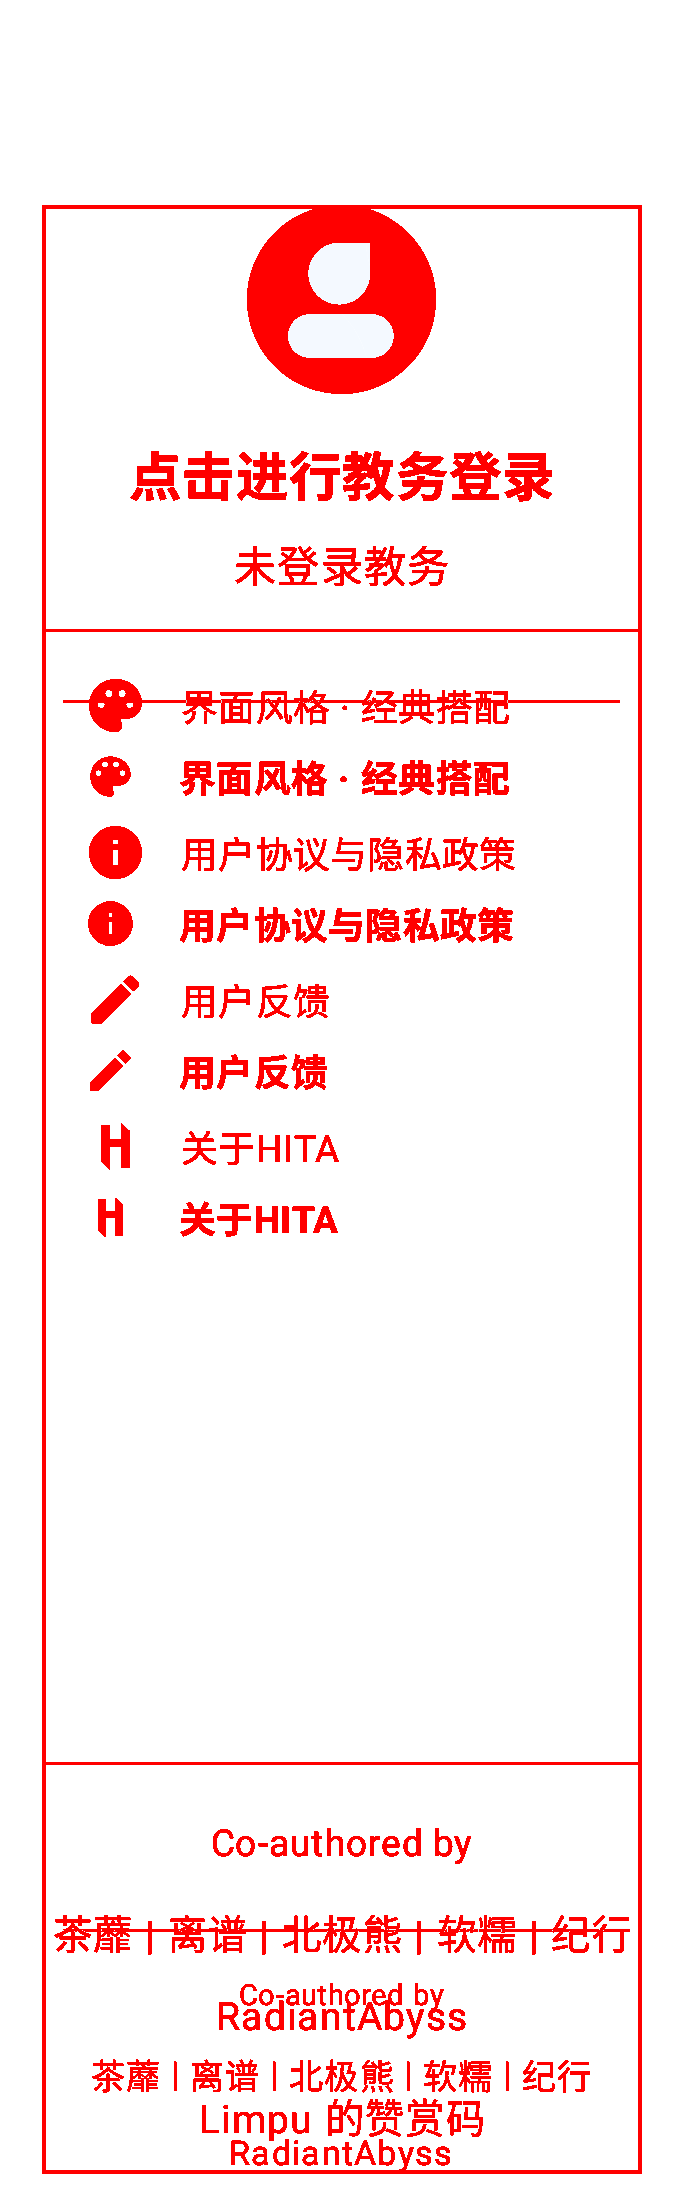 点击进行教务登录
未登录教务
界面风格 · 经典搭配
界面风格 · 经典搭配
用户协议与隐私政策
用户协议与隐私政策
用户反馈
用户反馈
关于HITA
关于HITA
Co-authored by
茶蘼 | 离谱 | 北极熊 | 软糯 | 纪行
Co-authored by
RadiantAbyss
茶蘼 | 离谱 | 北极熊 | 软糯 | 纪行
Limpu 的赞赏码
RadiantAbyss